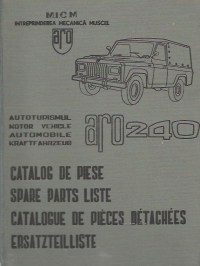 M.I.C.M
INTREPRINDEREA MECANICĂ MUSCEL
aro
AUTOTURISMUL
MOTOR VEHICLE
AUTOMOBILE
KRAFTFAHRZEUG
aro 240
CATALOG DE PIESE
SPARE PARTS LISTE
CATALOGUE DE PIÈCES DÉTACHÉES
ERSATZTEILLISTE